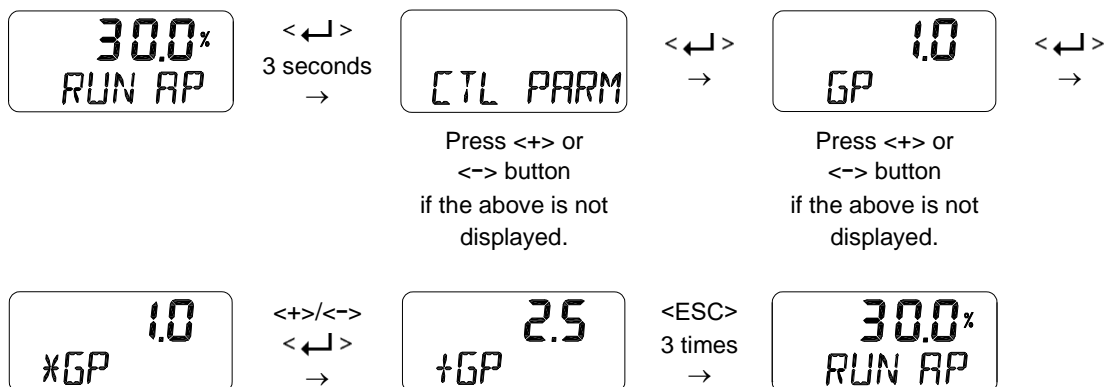 30.0%
RUN AP
<↵>
3 seconds
→
CTL PARM
Press <+> or
<-> button
if the above is not
displayed.
<↵>
→
1.0
GP
Press <+> or
<-> button
if the above is not
displayed.
<↵>
→
1.0
*GP
<+>/<->
<↵>
→
2.5
+GP
<ESC>
3 times
→
30.0%
RUN AP